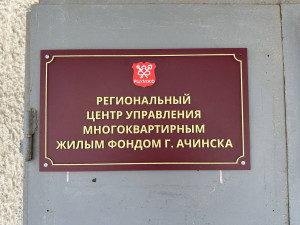 РЕГИОНАЛЬНЫЙ
ЦЕНТР УПРАВЛЕНИЯ
МНОГОКВАРТИРНЫМ
ЖИЛЫМ ФОНДОМ Г. АЧИНСКА